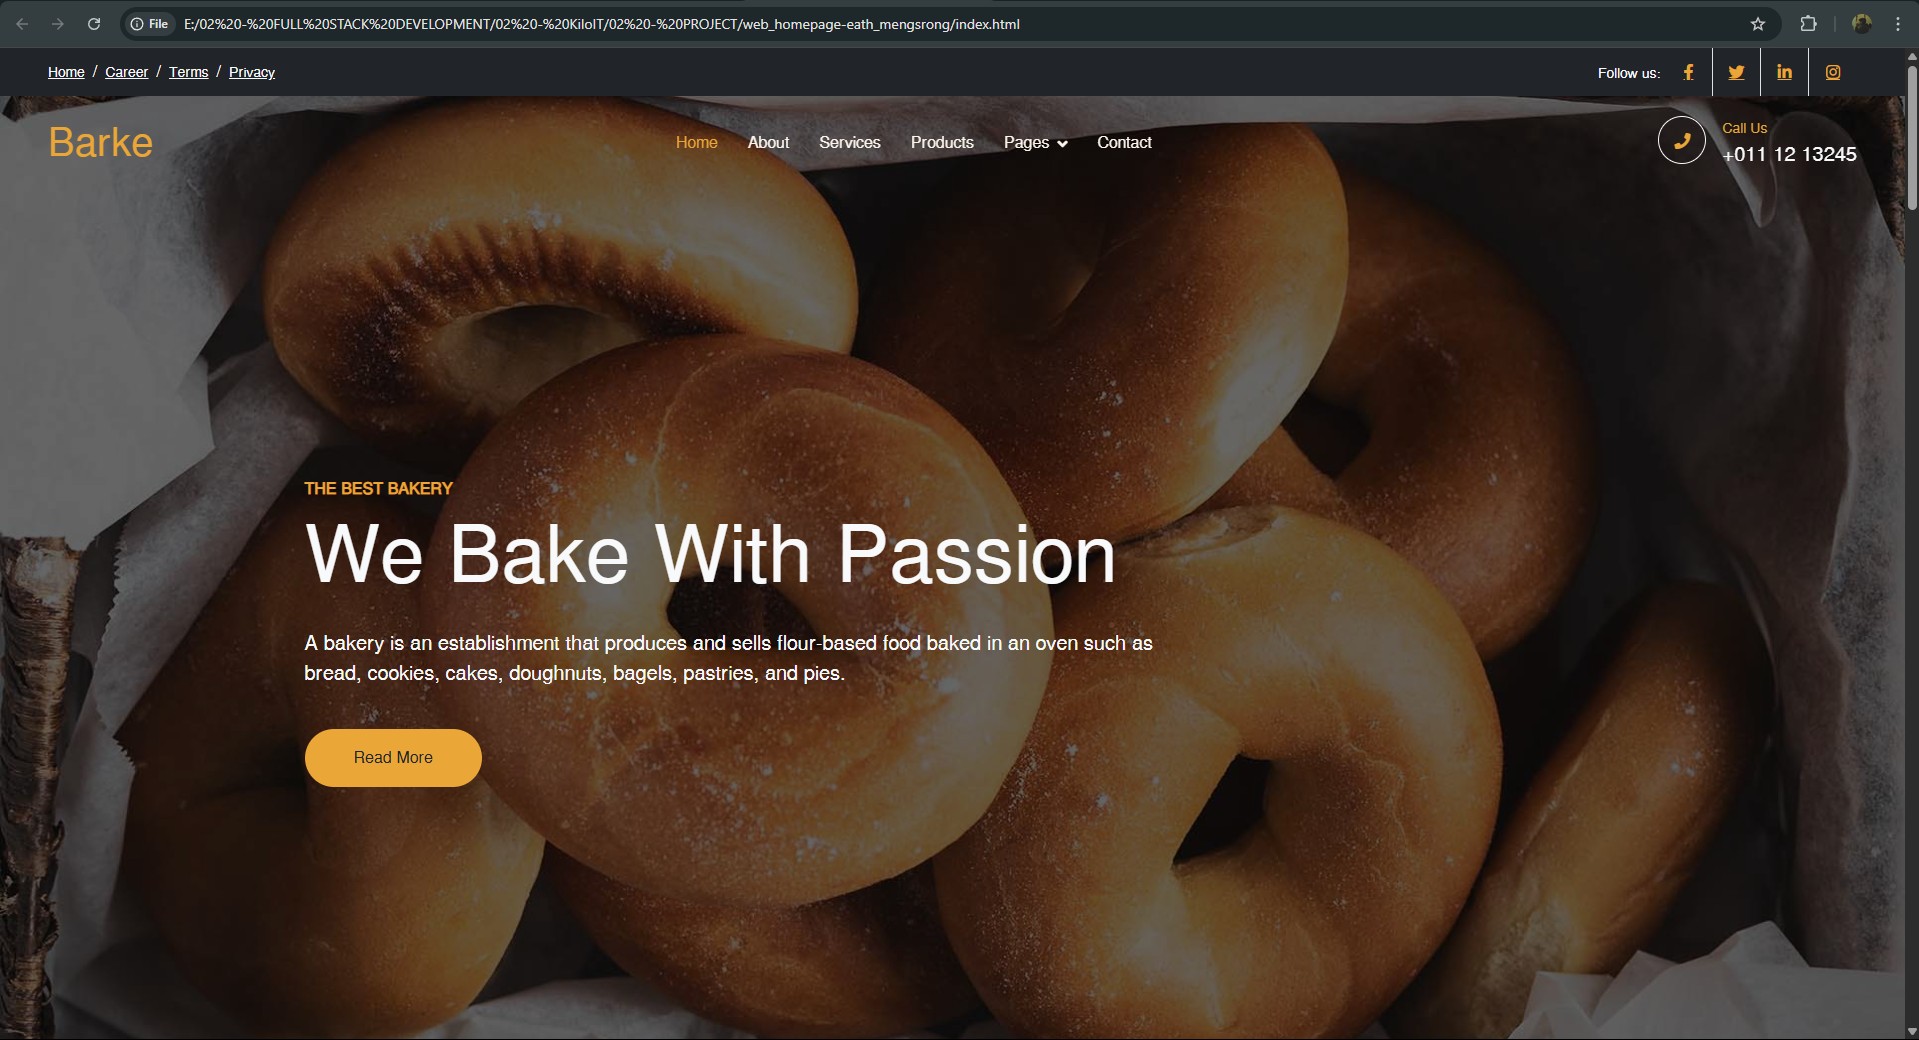 File E:/02%20-%20FULL%20STACK%20DEVELOPMENT/02%20-%20KiloIT/02%20-%20PROJECT/web_homepage-eath_mengsrong/index.html
Home / Career / Terms / Privacy
Follow us:
Barke
Home About Services Products Pages Contact
Call Us
+011 12 13245
THE BEST BAKERY
We Bake With Passion
A bakery is an establishment that produces and sells flour-based food baked in an oven such as
bread, cookies, cakes, doughnuts, bagels, pastries, and pies.
Read More